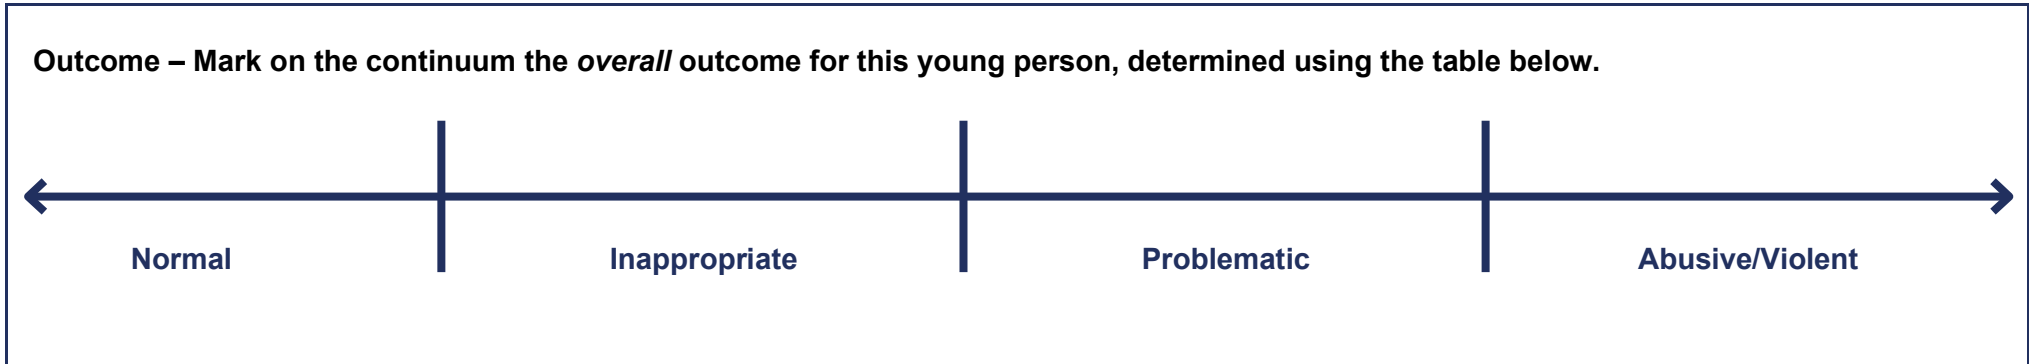 Outcome – Mark on the continuum the overall outcome for this young person, determined using the table below.
Normal Inappropriate Problematic Abusive/Violent